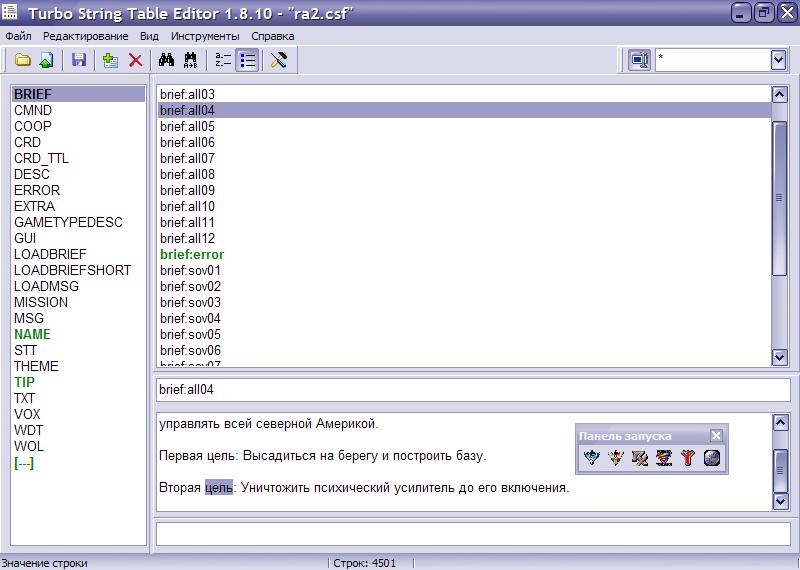 Turbo String Table Editor 1.8.10 - "ra2.csf"
Файл Редактирование Вид Инструменты Справка
*
BRIEF
CMND
COOP
CRD
CRD_TTL
DESC
ERROR
EXTRA
GAMETYPEDESC
GUI
LOADBRIEF
LOADBRIEFSHORT
LOADMSG
MISSION
MSG
NAME
STT
THEME
TIP
TXT
VOX
WDT
WOL
[---]
brief:all03
brief:all04
brief:all05
brief:all06
brief:all07
brief:all08
brief:all09
brief:all10
brief:all11
brief:all12
brief:error
brief:sov01
brief:sov02
brief:sov03
brief:sov04
brief:sov05
brief:sov06
brief:sov07
brief:all04
управлять всей северной Америкой.
Первая цель: Высадиться на берегу и построить базу.
Вторая цель: Уничтожить психический усилитель до его включения.
Панель запуска
Значение строки
Строк: 4501